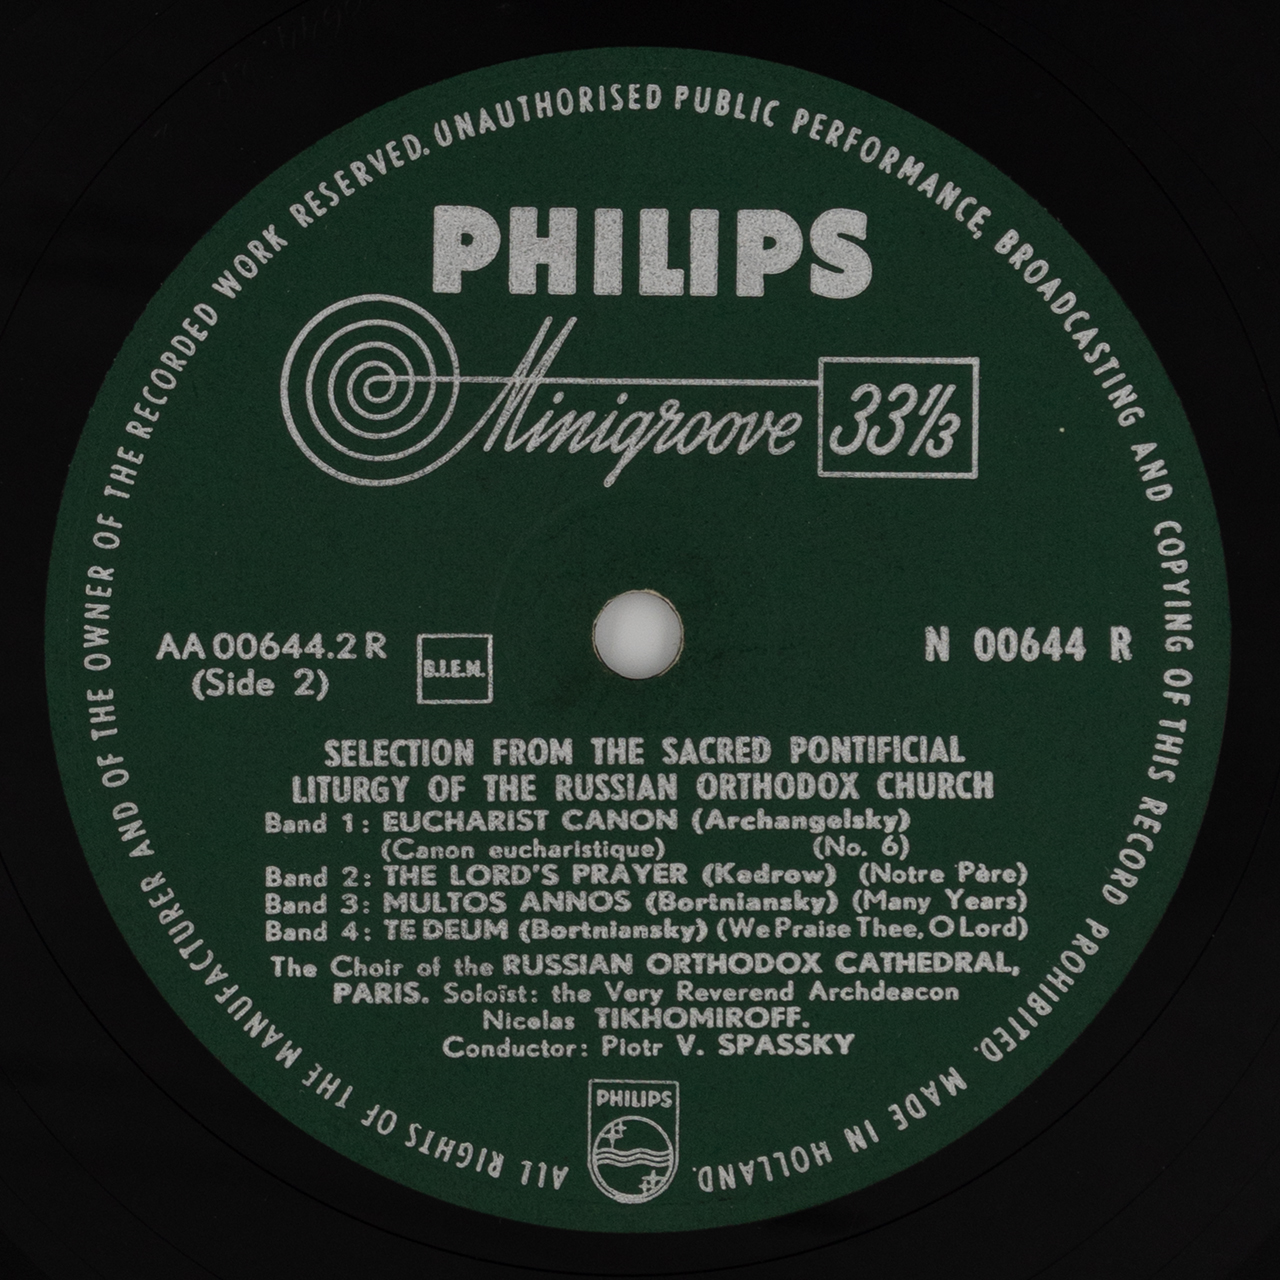 ALL RIGHTS OF THE MANUFACTURER AND OF THE OWNER OF THE RECORDED WORK RESERVED. UNAUTHORISED PUBLIC PERFORMANCE, BROADCASTING AND COPYING OF THIS RECORD PROHIBITED. MADE IN HOLLAND.
PHILIPS
Minigroove 33⅓
AA 00644.2 R
(Side 2)
B.I.E.M.
N 00644 R
SELECTION FROM THE SACRED PONTIFICIAL
LITURGY OF THE RUSSIAN ORTHODOX CHURCH
Band 1: EUCHARIST CANON (Archangelsky)
(Canon eucharistique) (No. 6)
Band 2: THE LORD'S PRAYER (Kedrow) (Notre Père)
Band 3: MULTOS ANNOS (Bortniansky) (Many Years)
Band 4: TE DEUM (Bortniansky) (We Praise Thee, O Lord)
The Choir of the RUSSIAN ORTHODOX CATHEDRAL,
PARIS. Soloïst: the Very Reverend Archdeacon
Nicolas TIKHOMIROFF.
Conductor: Piotr V. SPASSKY
PHILIPS